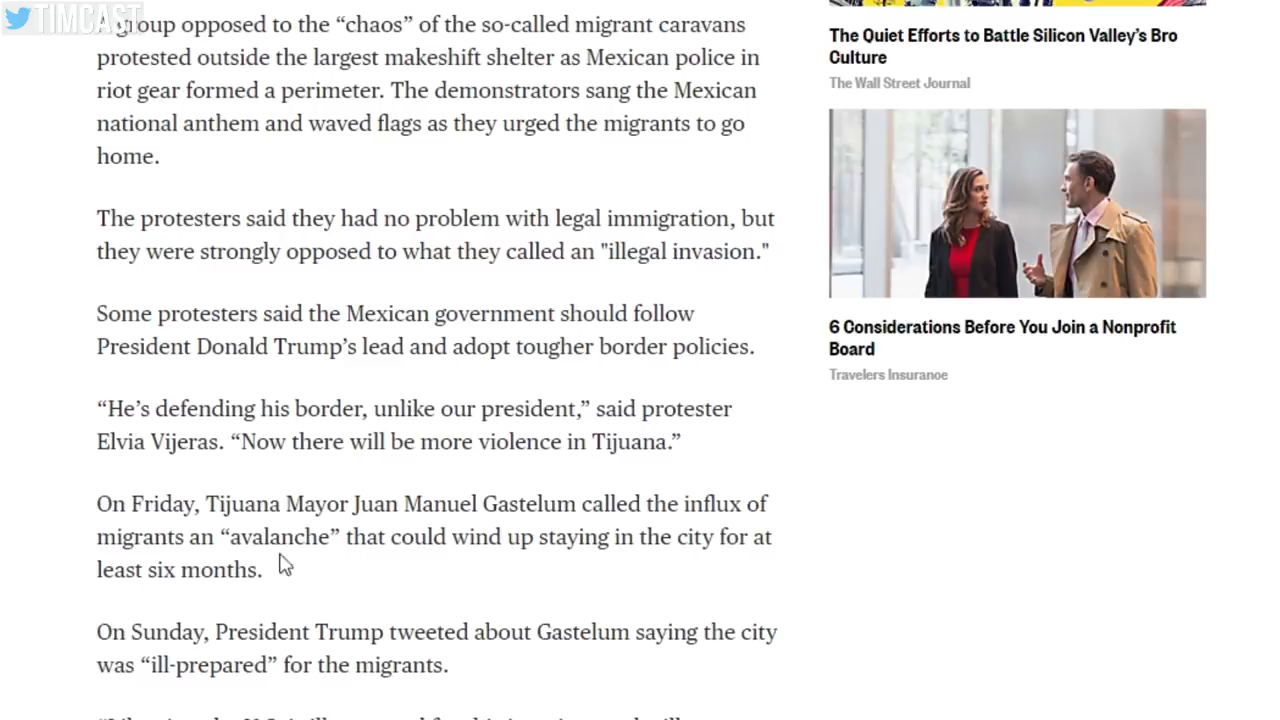 TIMCAST
group opposed to the “chaos” of the so-called migrant caravans
protested outside the largest makeshift shelter as Mexican police in
riot gear formed a perimeter. The demonstrators sang the Mexican
national anthem and waved flags as they urged the migrants to go
home.
The protesters said they had no problem with legal immigration, but
they were strongly opposed to what they called an "illegal invasion."
Some protesters said the Mexican government should follow
President Donald Trump’s lead and adopt tougher border policies.
“He’s defending his border, unlike our president,” said protester
Elvia Vijeras. “Now there will be more violence in Tijuana.”
On Friday, Tijuana Mayor Juan Manuel Gastelum called the influx of
migrants an “avalanche” that could wind up staying in the city for at
least six months.
On Sunday, President Trump tweeted about Gastelum saying the city
was “ill-prepared” for the migrants.
The Quiet Efforts to Battle Silicon Valley’s Bro
Culture
The Wall Street Journal
6 Considerations Before You Join a Nonprofit
Board
Travelers Insurance